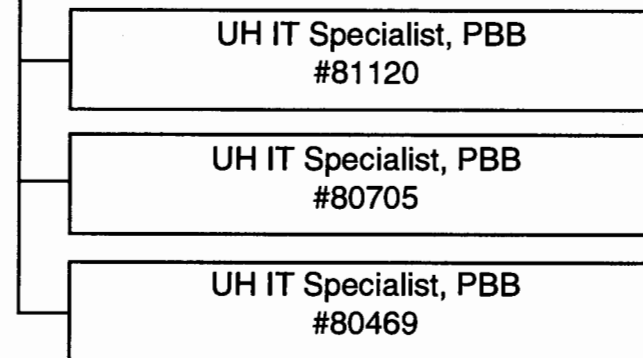 UH IT Specialist, PBB
#81120
UH IT Specialist, PBB
#80705
UH IT Specialist, PBB
#80469